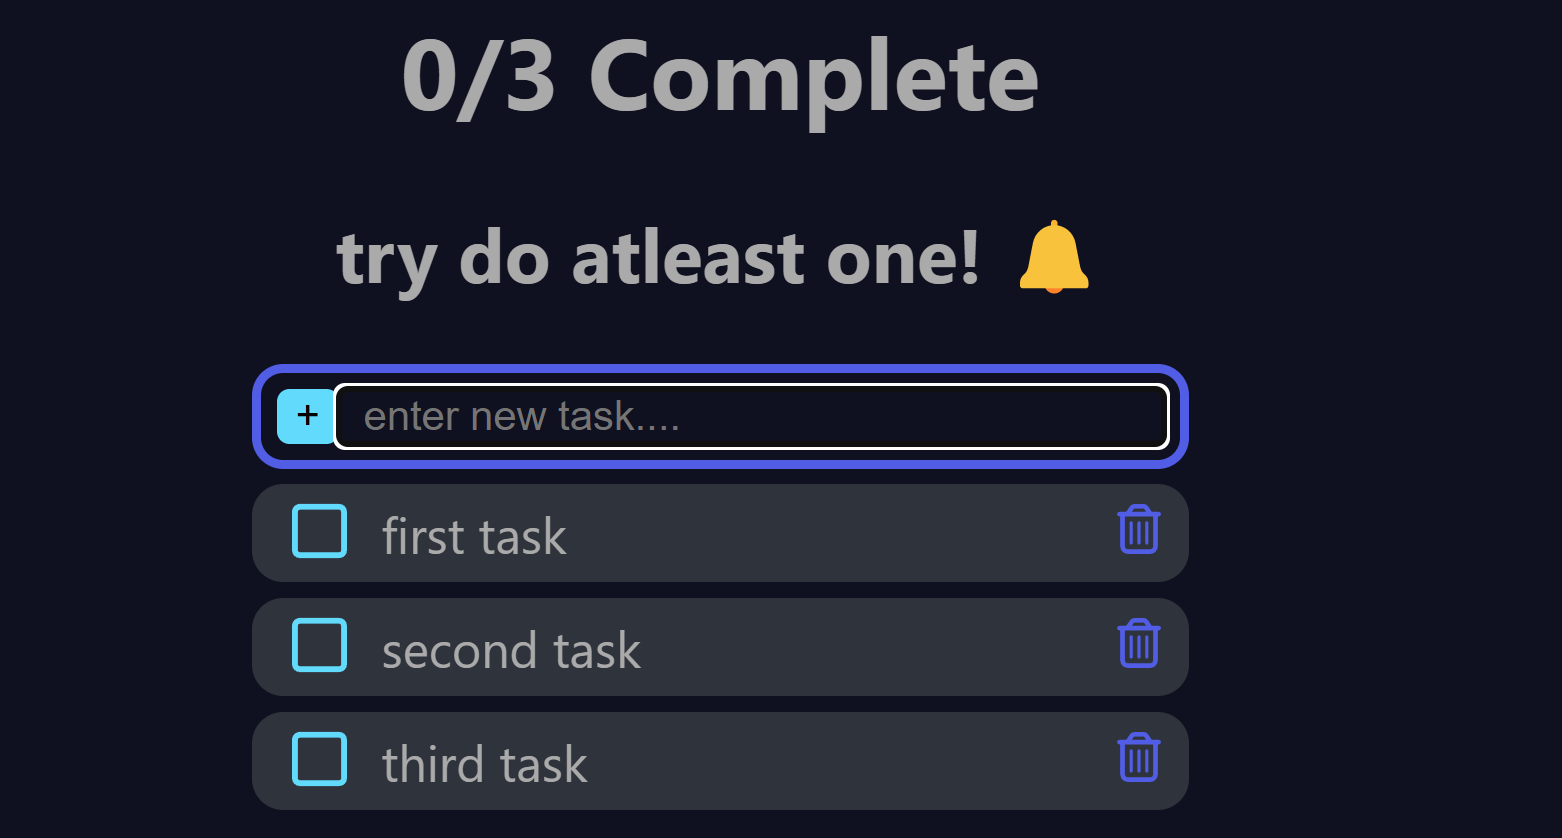 0/3 Complete
try do atleast one! 🔔
+ enter new task....
first task
second task
third task